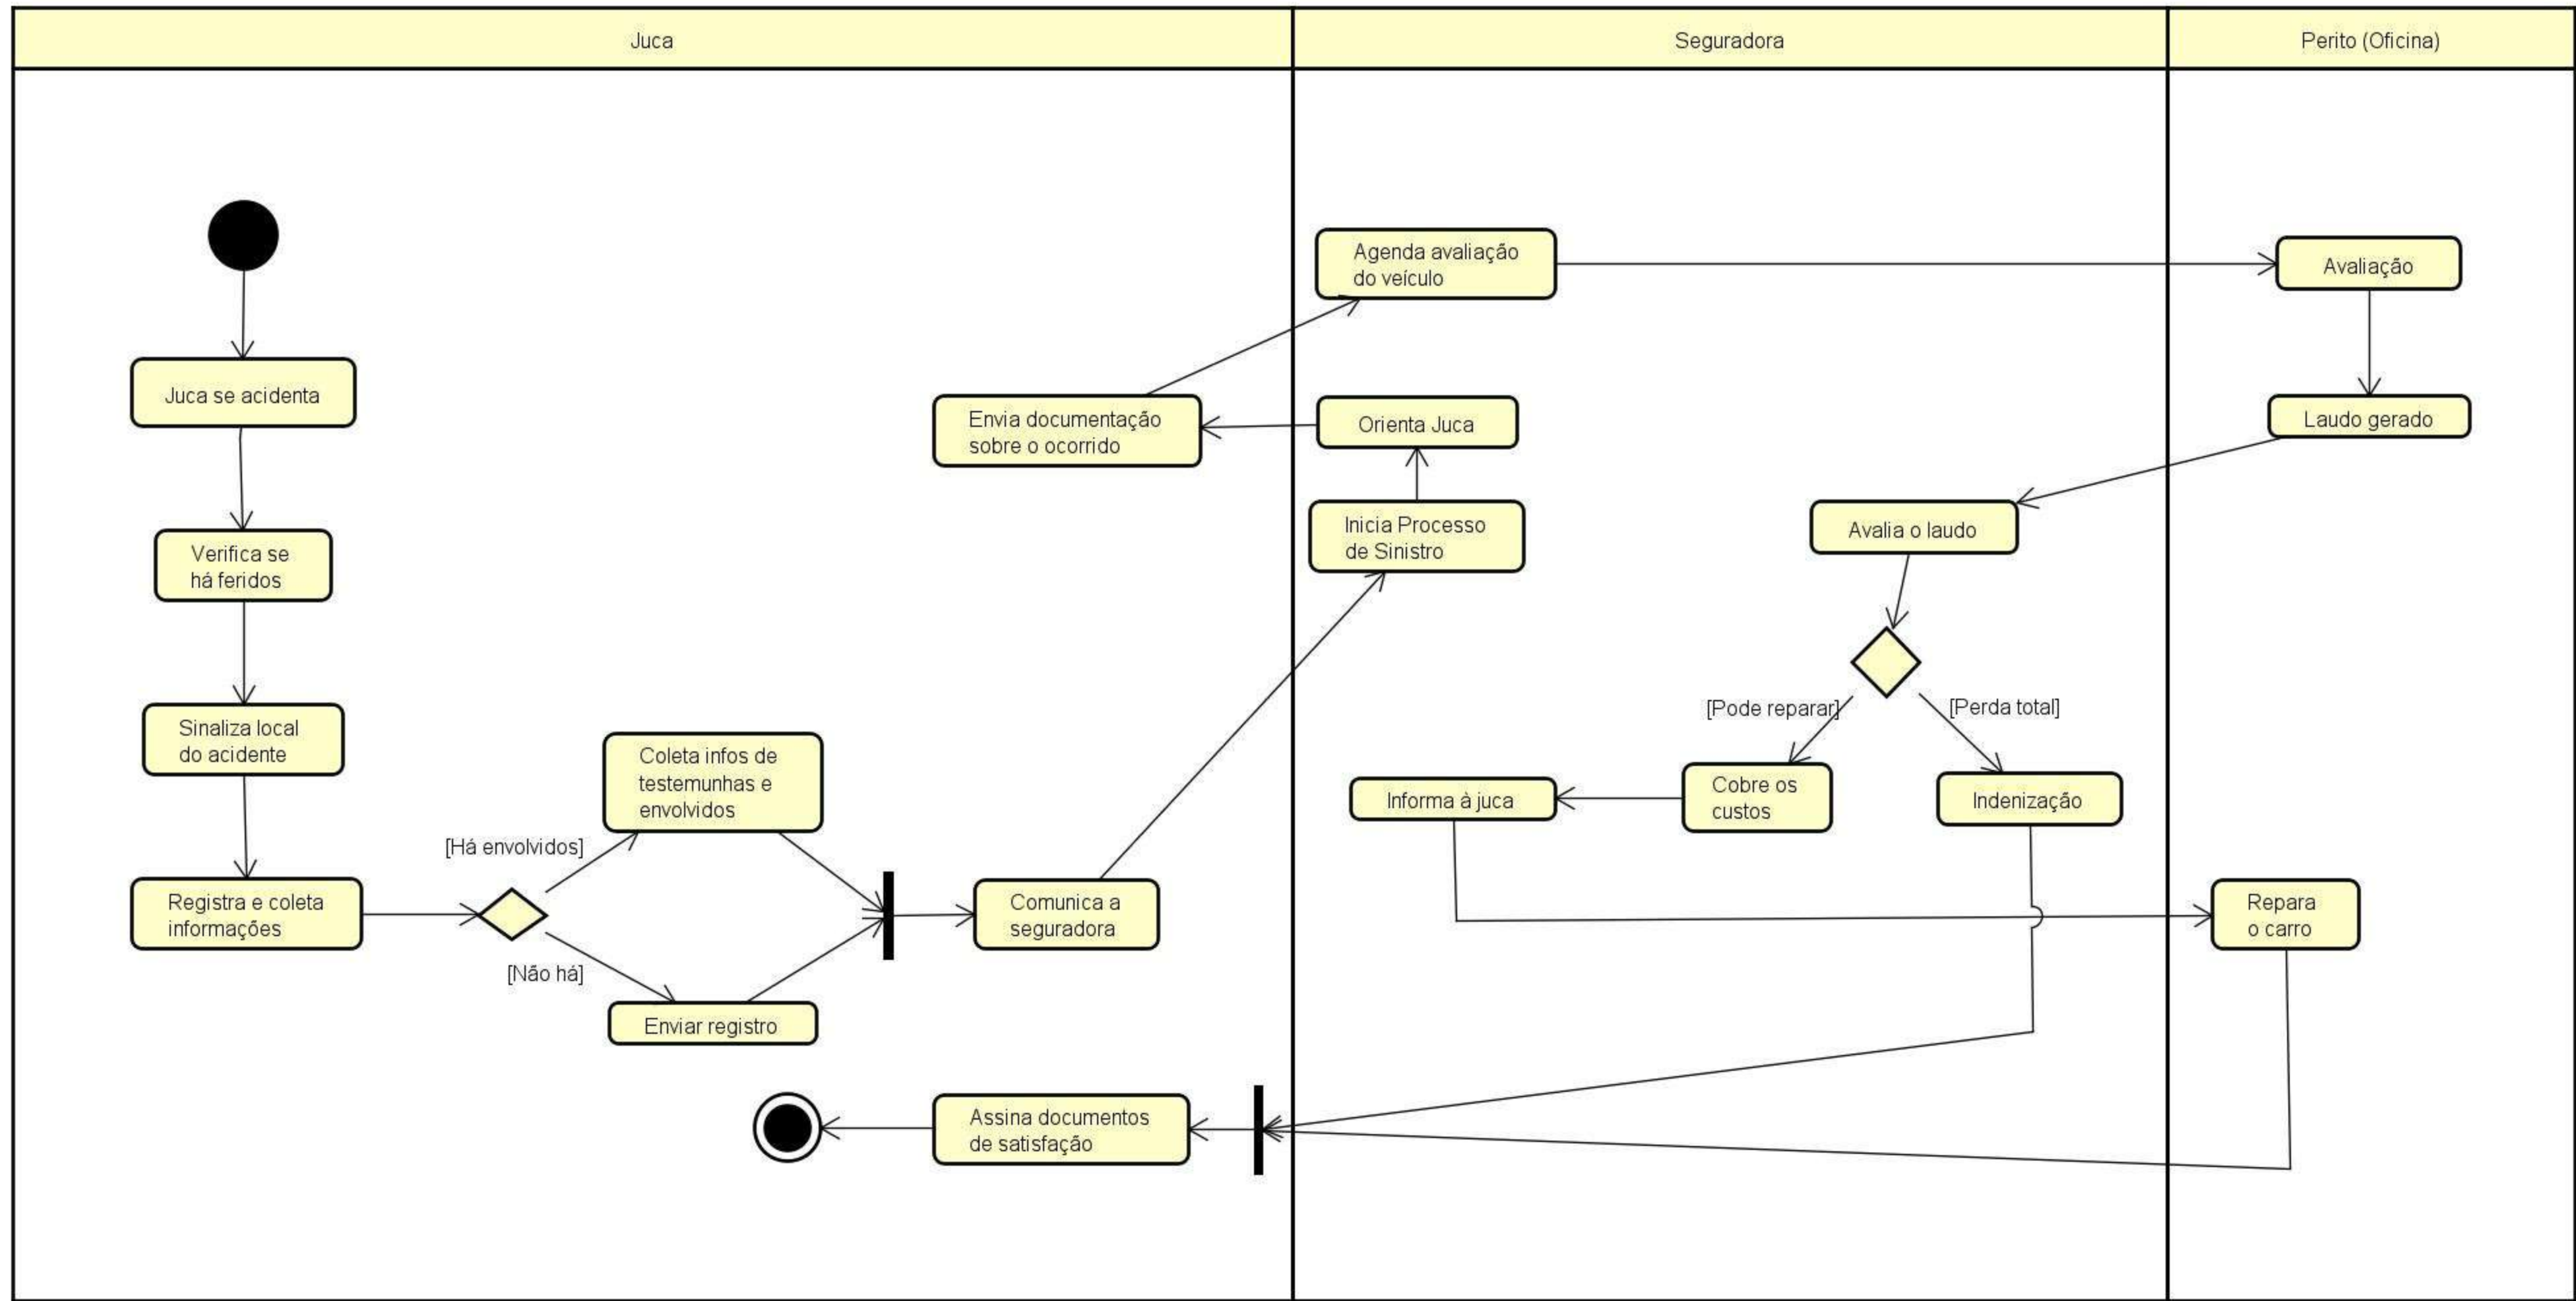 Juca
Seguradora
Perito (Oficina)
Juca se acidenta
Verifica se
há feridos
Sinaliza local
do acidente
Registra e coleta
informações
[Há envolvidos]
[Não há]
Coleta infos de
testemunhas e
envolvidos
Enviar registro
Comunica a
seguradora
Inicia Processo
de Sinistro
Orienta Juca
Envia documentação
sobre o ocorrido
Agenda avaliação
do veículo
Avaliação
Laudo gerado
Avalia o laudo
[Pode reparar]
[Perda total]
Cobre os
custos
Informa à juca
Indenização
Repara
o carro
Assina documentos
de satisfação